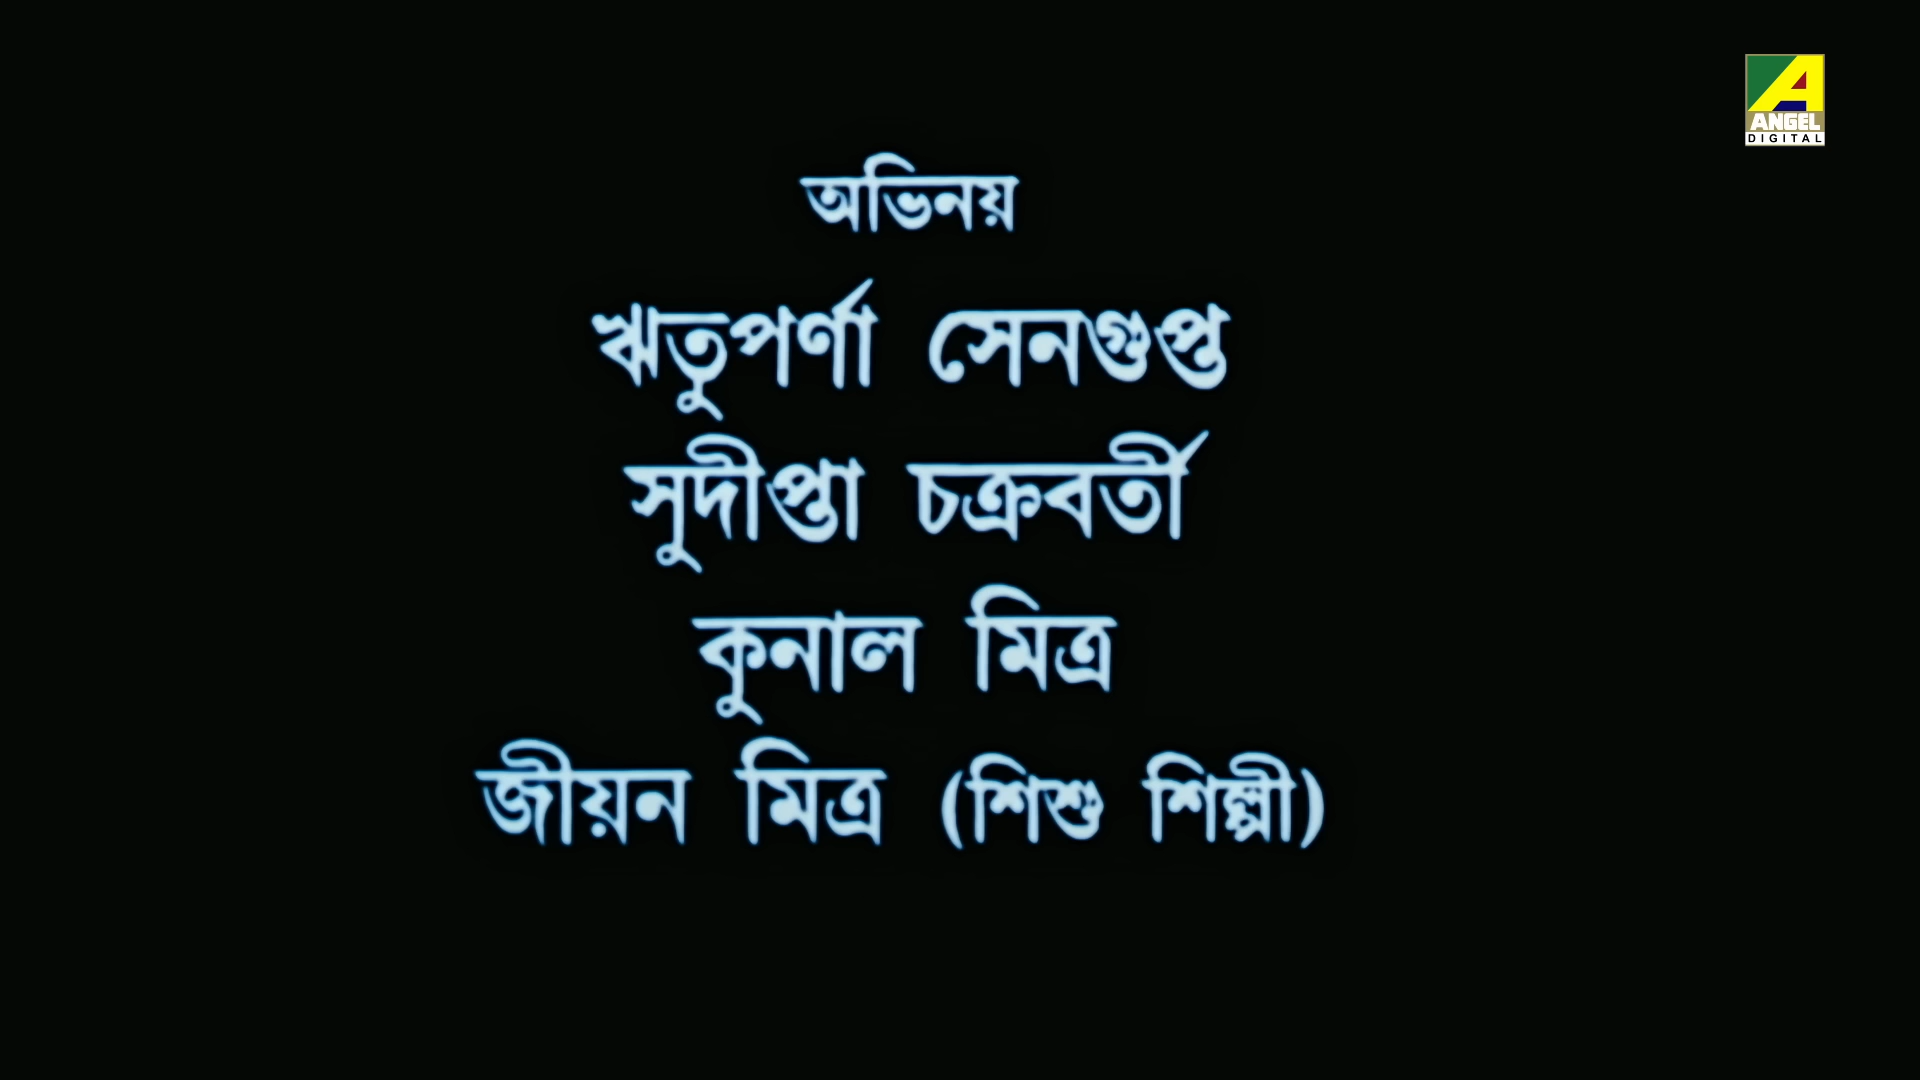 ANGEL
DIGITAL
অভিনয়
ঋতুপর্ণা সেনগুপ্ত
সুদীপ্তা চক্রবর্তী
কুনাল মিত্র
জীয়ন মিত্র (শিশু শিল্পী)